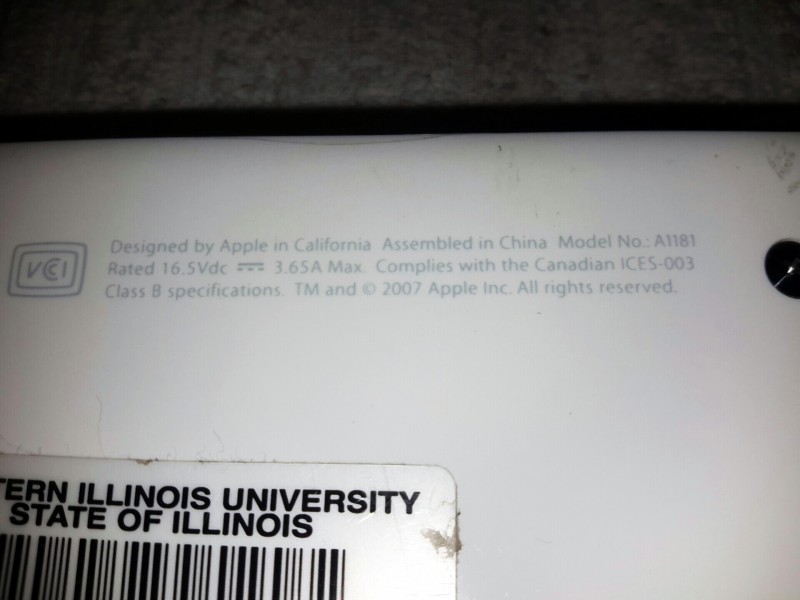 VCI
Designed by Apple in California Assembled in China Model No.: A1181
Rated 16.5Vdc ⎓ 3.65A Max. Complies with the Canadian ICES-003
Class B specifications. TM and © 2007 Apple Inc. All rights reserved.
TERN ILLINOIS UNIVERSITY
STATE OF ILLINOIS